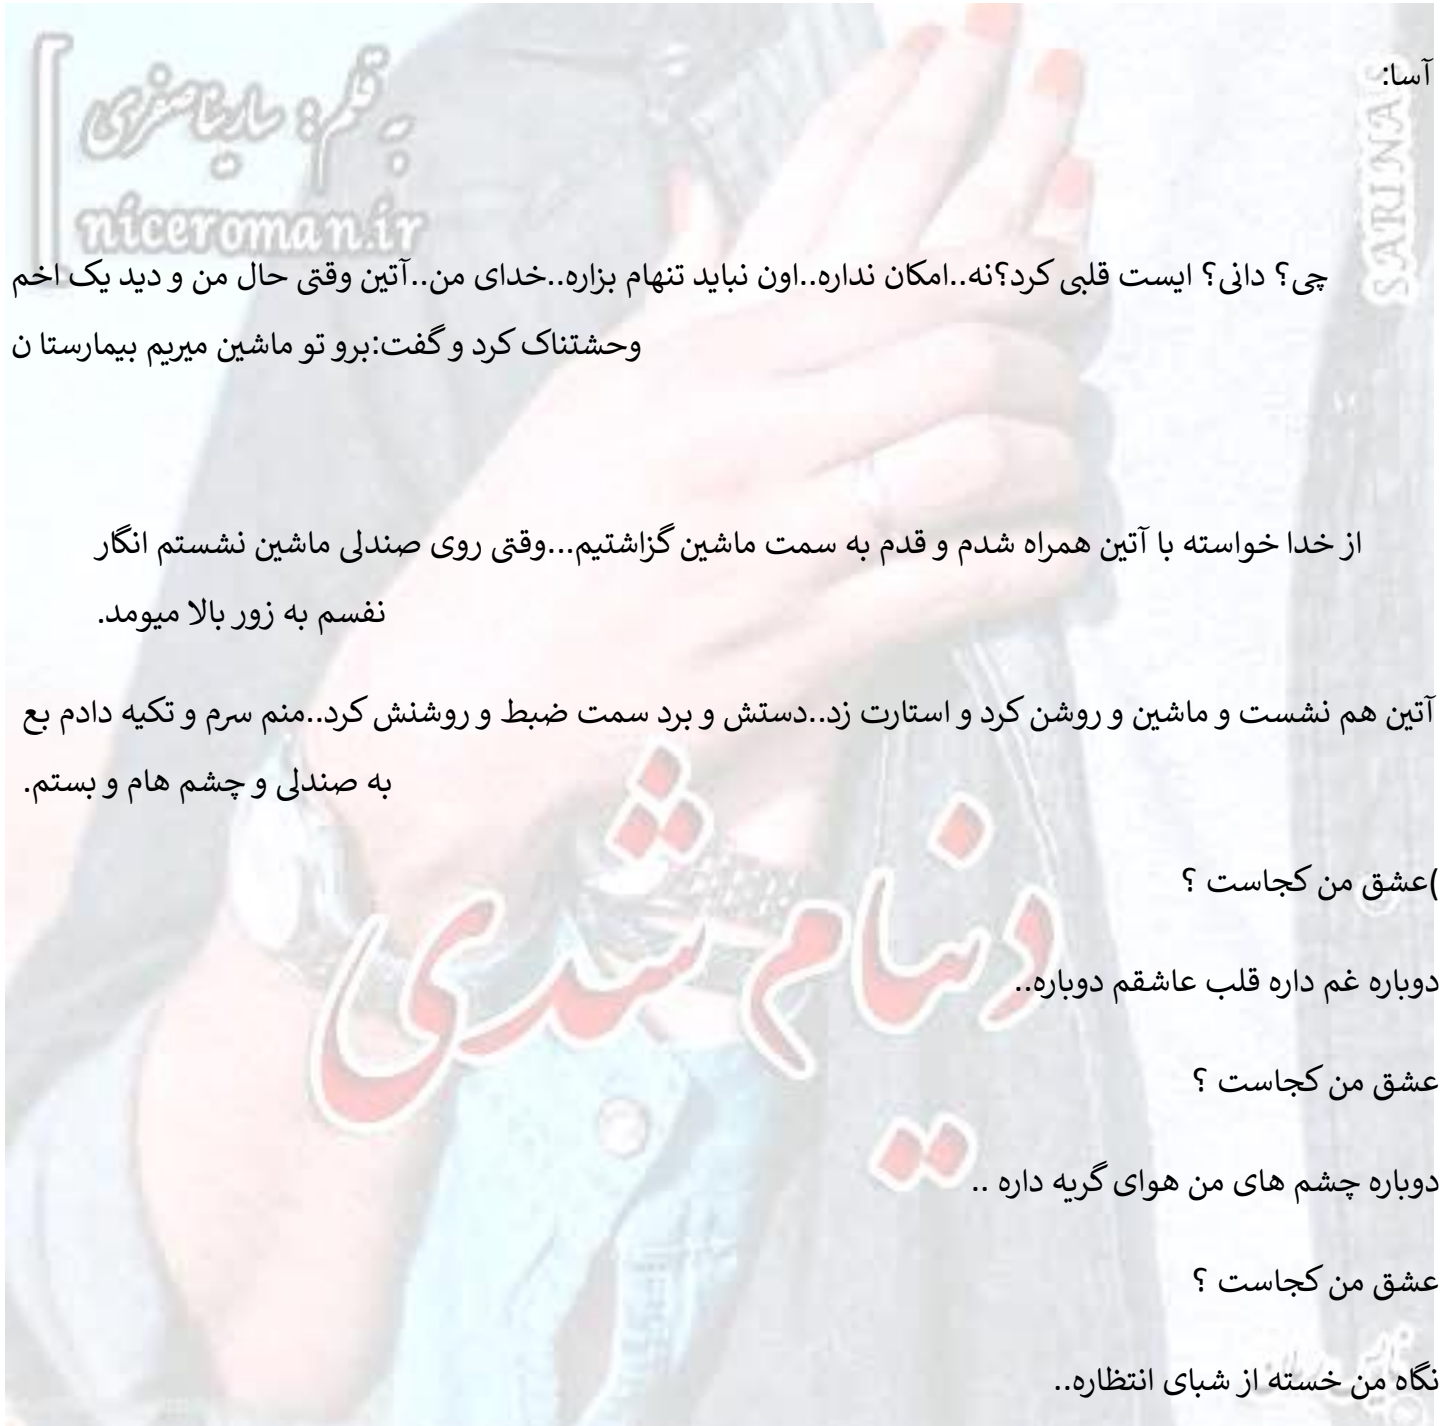 آسا:
به قلم: سارینا صفری
niceroman.ir
SARINA
چی؟ دانی؟ ایست قلبی کرد؟نه..امکان نداره..اون نباید تنهام بزاره..خدای من..آتین وقتی حال من و دید یک اخم
وحشتناک کرد و گفت:برو تو ماشین میریم بیمارستا ن
از خدا خواسته با آتین همراه شدم و قدم به سمت ماشین گزاشتیم...وقتی روی صندلی ماشین نشستم انگار
نفسم به زور بالا میومد.
آتین هم نشست و ماشین و روشن کرد و استارت زد..دستش و برد سمت ضبط و روشنش کرد..منم سرم و تکیه دادم بع
به صندلی و چشم هام و بستم.
)عشق من کجاست ؟
دوباره غم داره قلب عاشقم دوباره..
دنیام شدی
عشق من کجاست ؟
دوباره چشم های من هوای گریه داره ..
عشق من کجاست ؟
نگاه من خسته از شبای انتظاره..